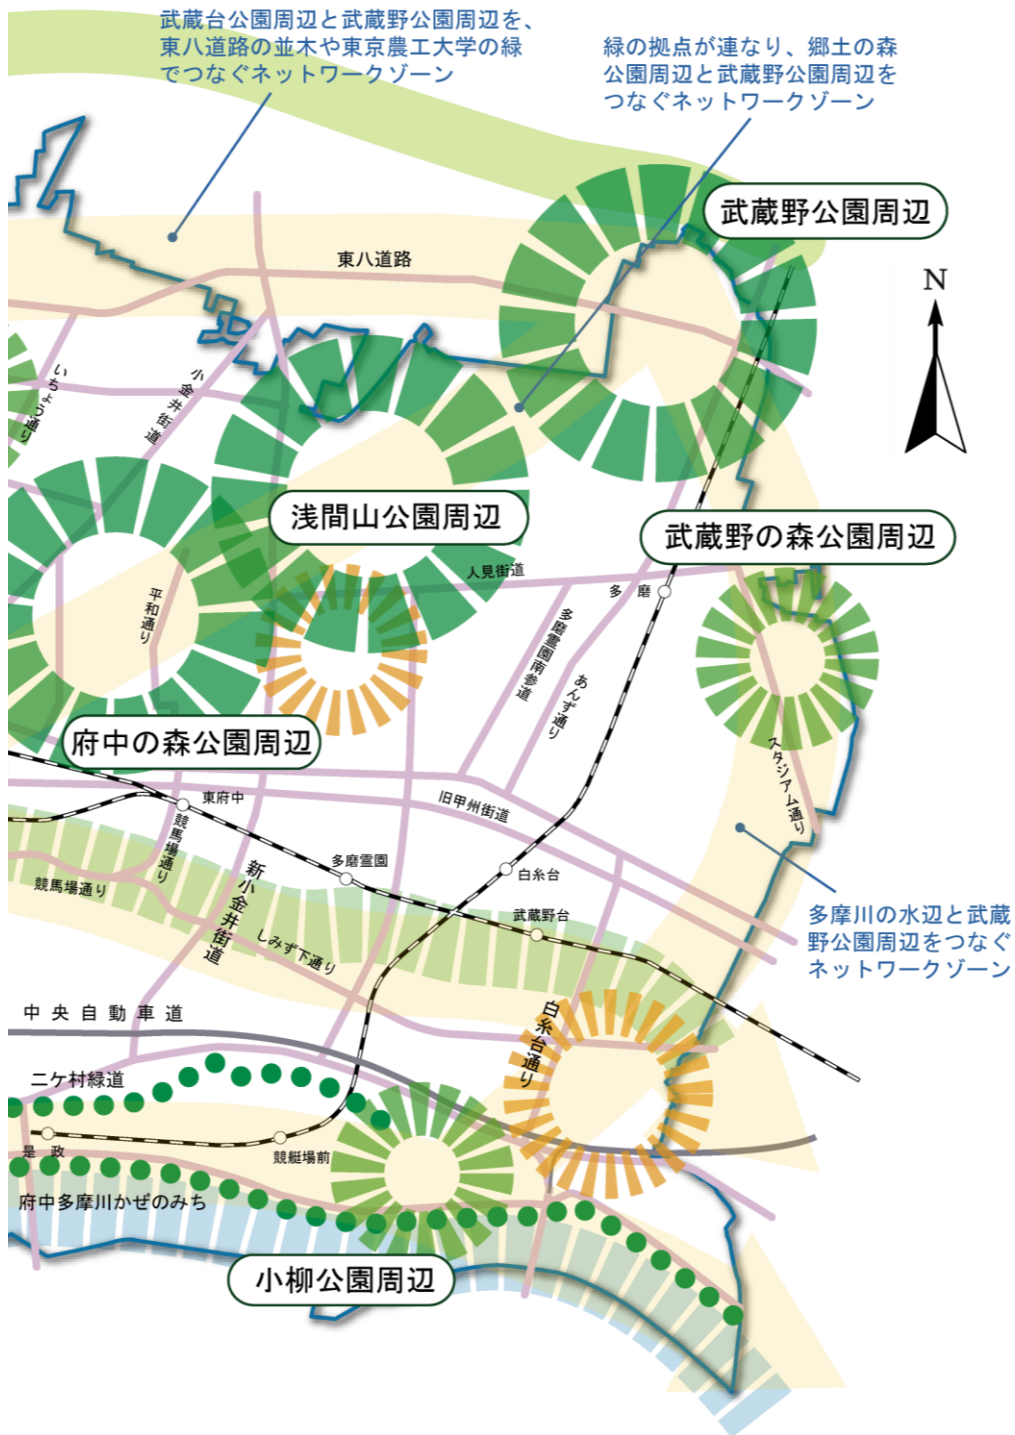 武蔵台公園周辺と武蔵野公園周辺を、
東八道路の並木や東京農工大学の緑
でつなぐネットワークゾーン
緑の拠点が連なり、郷土の森
公園周辺と武蔵野公園周辺を
つなぐネットワークゾーン
武蔵野公園周辺
東八道路
N
いちょう通り
小金井街道
浅間山公園周辺
武蔵野の森公園周辺
人見街道
多磨
平和通り
多磨霊園南参道
あんず通り
府中の森公園周辺
スタジアム通り
東府中
旧甲州街道
競馬場通り
多磨霊園
白糸台
競馬場通り
新小金井街道
武蔵野台
しみず下通り
多摩川の水辺と武蔵
野公園周辺をつなぐ
ネットワークゾーン
中央自動車道
白糸台通り
二ケ村緑道
是政
競艇場前
府中多摩川かぜのみち
小柳公園周辺